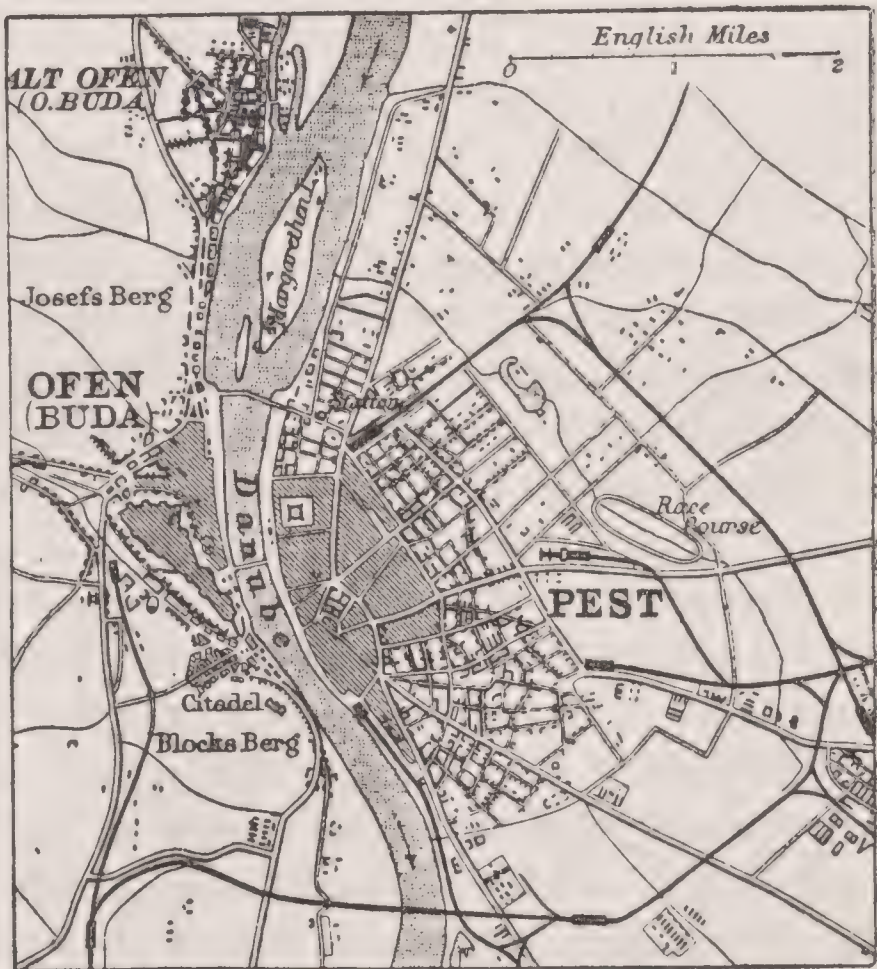 English Miles
0 1 2
ALT OFEN
(O.BUDA)
Margarethen I.
Josefs Berg
OFEN
(BUDA)
Station
Danube
Race
Course
PEST
Citadel
Blocks Berg